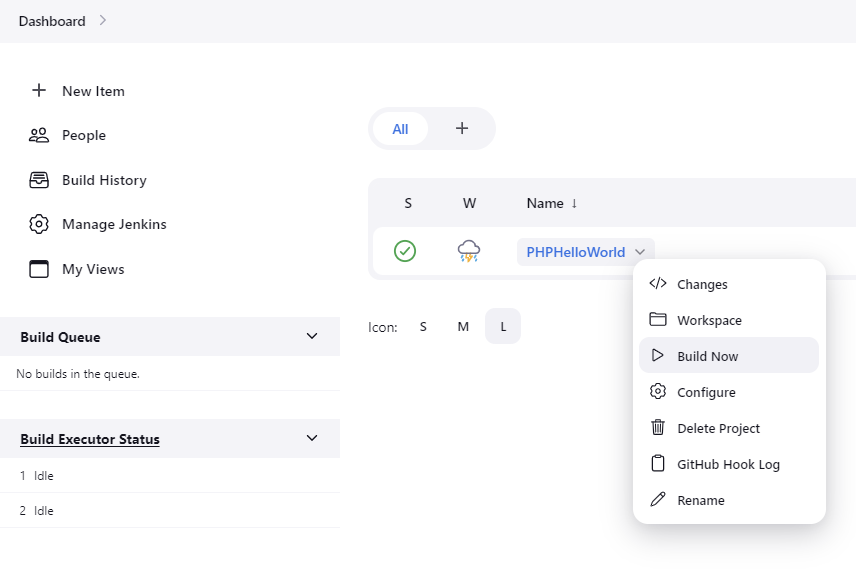 Dashboard
New Item
People
Build History
Manage Jenkins
My Views
Build Queue
No builds in the queue.
Build Executor Status
1 Idle
2 Idle
All
S W Name ↓
PHPHelloWorld
Icon: S M L
Changes
Workspace
Build Now
Configure
Delete Project
GitHub Hook Log
Rename